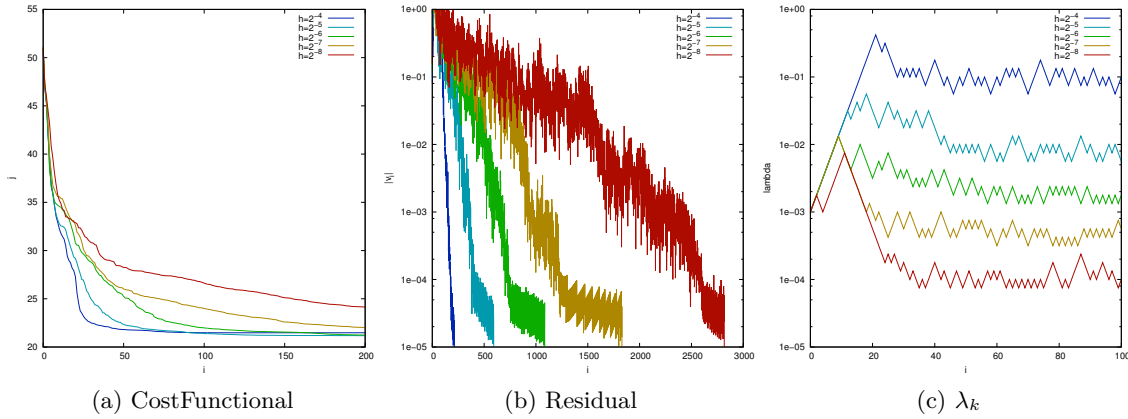 55
50
45
40
35
30
25
20
0
50
100
150
200
j
i
h=2⁻⁴
h=2⁻⁵
h=2⁻⁶
h=2⁻⁷
h=2⁻⁸
(a) CostFunctional
1e+00
1e−01
1e−02
1e−03
1e−04
1e−05
0
500
1000
1500
2000
2500
3000
|vᵢ|
i
h=2⁻⁴
h=2⁻⁵
h=2⁻⁶
h=2⁻⁷
h=2⁻⁸
(b) Residual
1e+00
1e−01
1e−02
1e−03
1e−04
1e−05
0
20
40
60
80
100
lambda
i
h=2⁻⁴
h=2⁻⁵
h=2⁻⁶
h=2⁻⁷
h=2⁻⁸
(c) λₖ